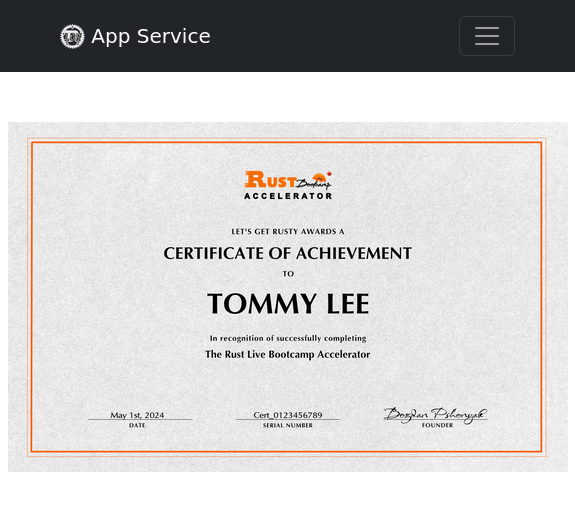 App Service
RUST Bootcamp
ACCELERATOR
LET'S GET RUSTY AWARDS A
CERTIFICATE OF ACHIEVEMENT
TO
TOMMY LEE
In recognition of successfully completing
The Rust Live Bootcamp Accelerator
May 1st, 2024
DATE
Cert_0123456789
SERIAL NUMBER
Bogdan Pshonyak
FOUNDER